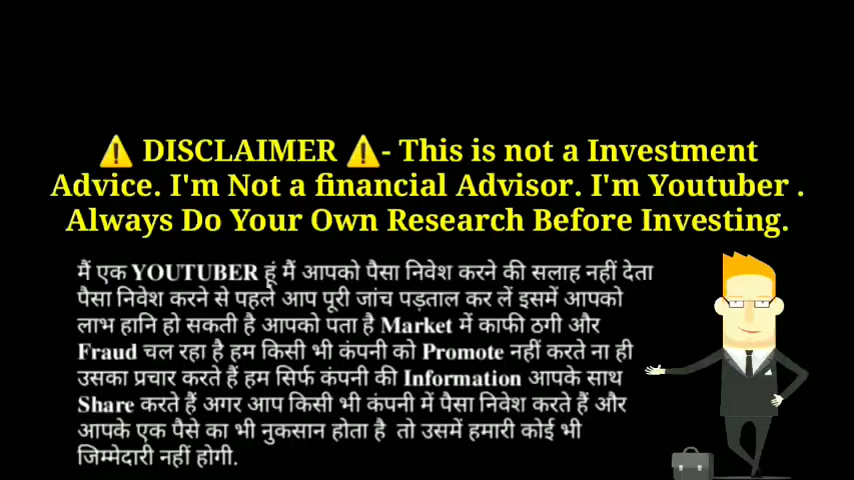 ⚠️ DISCLAIMER ⚠️- This is not a Investment
Advice. I'm Not a financial Advisor. I'm Youtuber .
Always Do Your Own Research Before Investing.
मैं एक YOUTUBER हूं मैं आपको पैसा निवेश करने की सलाह नहीं देता
पैसा निवेश करने से पहले आप पूरी जांच पड़ताल कर लें इसमें आपको
लाभ हानि हो सकती है आपको पता है Market में काफी ठगी और
Fraud चल रहा है हम किसी भी कंपनी को Promote नहीं करते ना ही
उसका प्रचार करते हैं हम सिर्फ कंपनी की Information आपके साथ
Share करते हैं अगर आप किसी भी कंपनी में पैसा निवेश करते हैं और
आपके एक पैसे का भी नुकसान होता है तो उसमें हमारी कोई भी
जिम्मेदारी नहीं होगी.